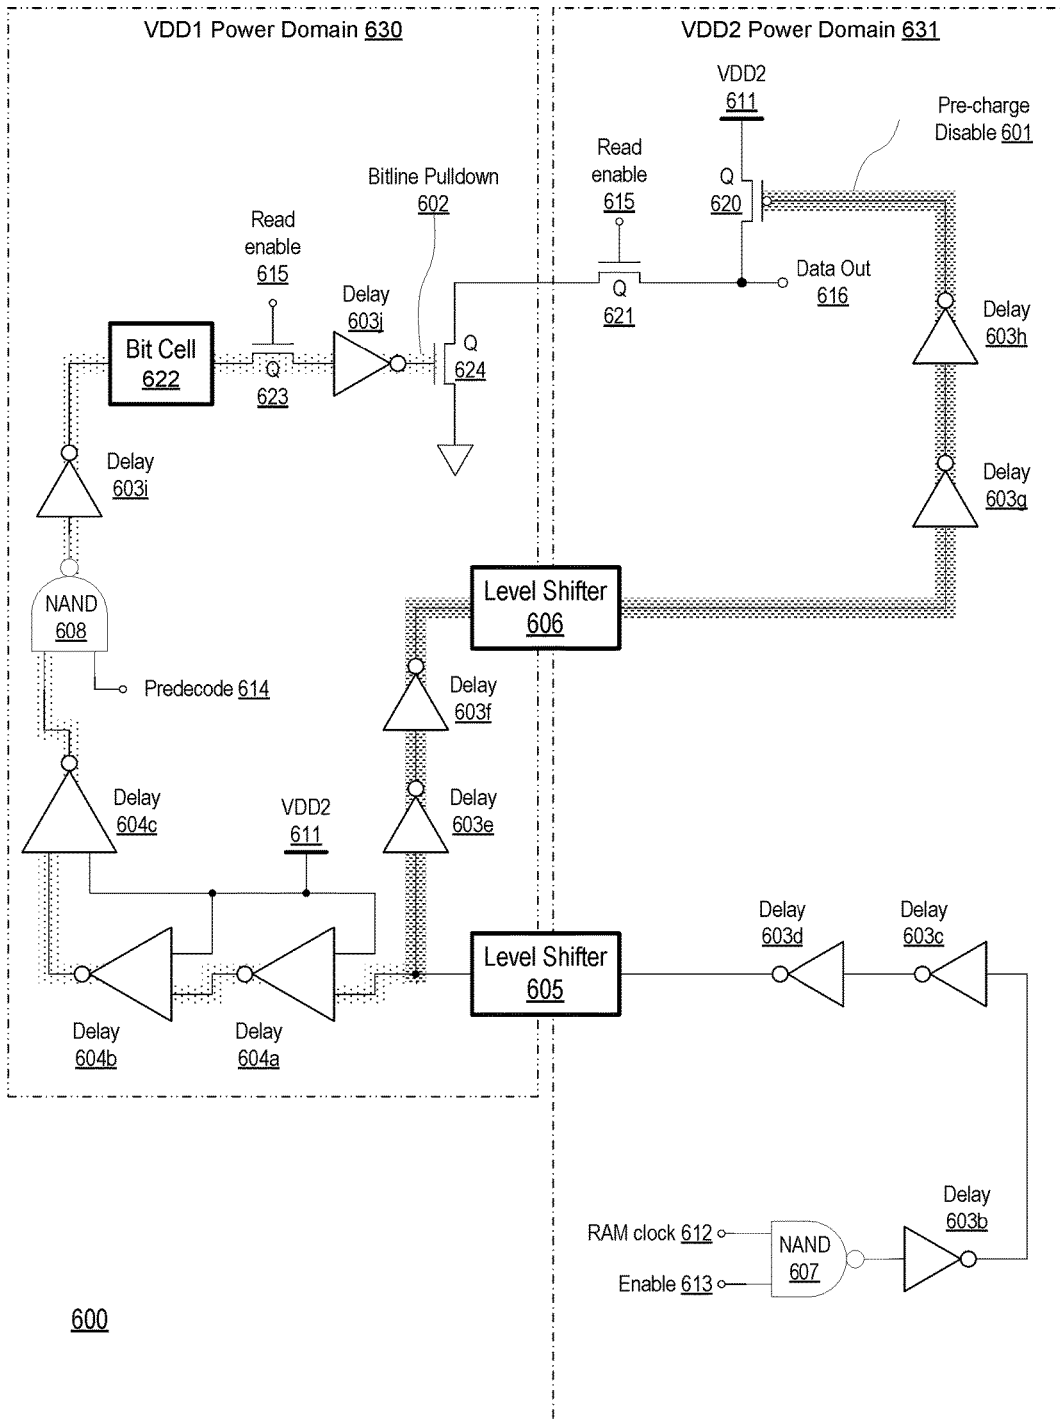 VDD1 Power Domain 630
VDD2 Power Domain 631
VDD2
611
Pre-charge
Disable 601
Read
enable
615
Q
620
Bitline Pulldown
602
Read
enable
615
Data Out
616
Delay
603j
Q
621
Delay
603h
Bit Cell
622
Q
623
Q
624
Delay
603i
Delay
603g
NAND
608
Level Shifter
606
Predecode 614
Delay
603f
Delay
604c
VDD2
611
Delay
603e
Delay
603d
Delay
603c
Level Shifter
605
Delay
604b
Delay
604a
Delay
603b
RAM clock 612
NAND
607
Enable 613
600